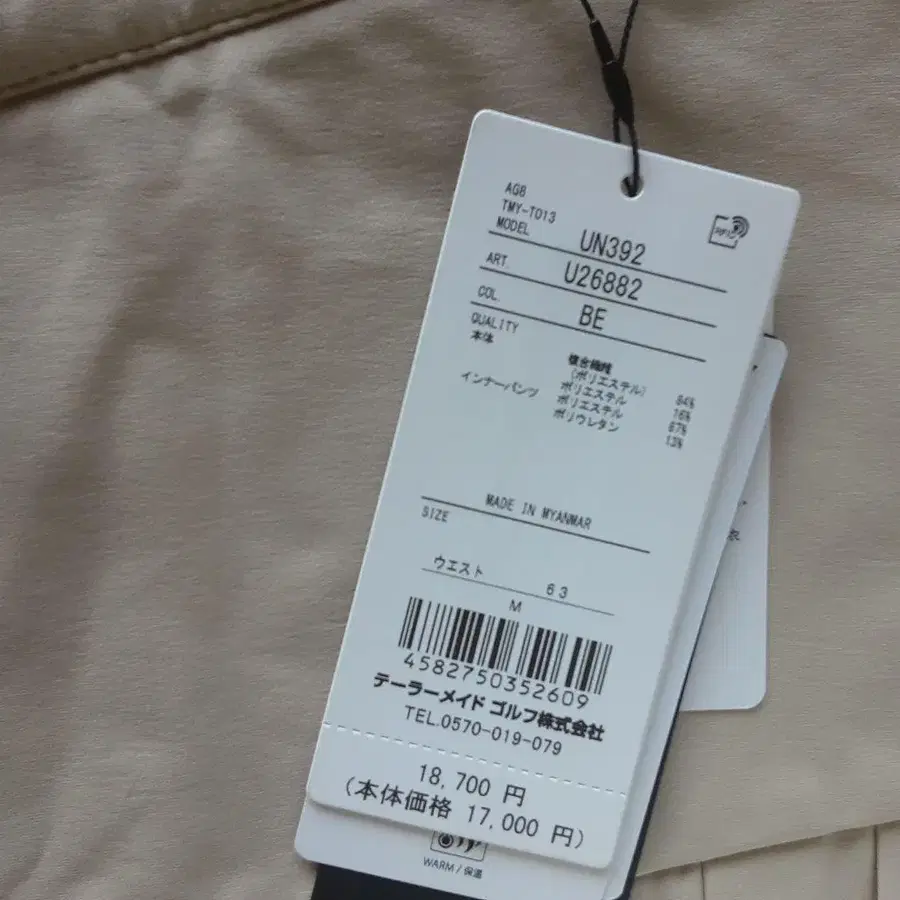 AG8
TMY-T013
RFID
MODEL UN392
ART. U26882
COL. BE
QUALITY
本体 複合繊維
(ポリエステル) 84%
ポリエステル 16%
インナーパンツ ポリエステル 87%
ポリウレタン 13%
MADE IN MYANMAR
SIZE
ウエスト 63
M
4582750352609
テーラーメイド ゴルフ株式会社
TEL.0570-019-079
18,700 円
(本体価格 17,000 円)
WARM / 保温